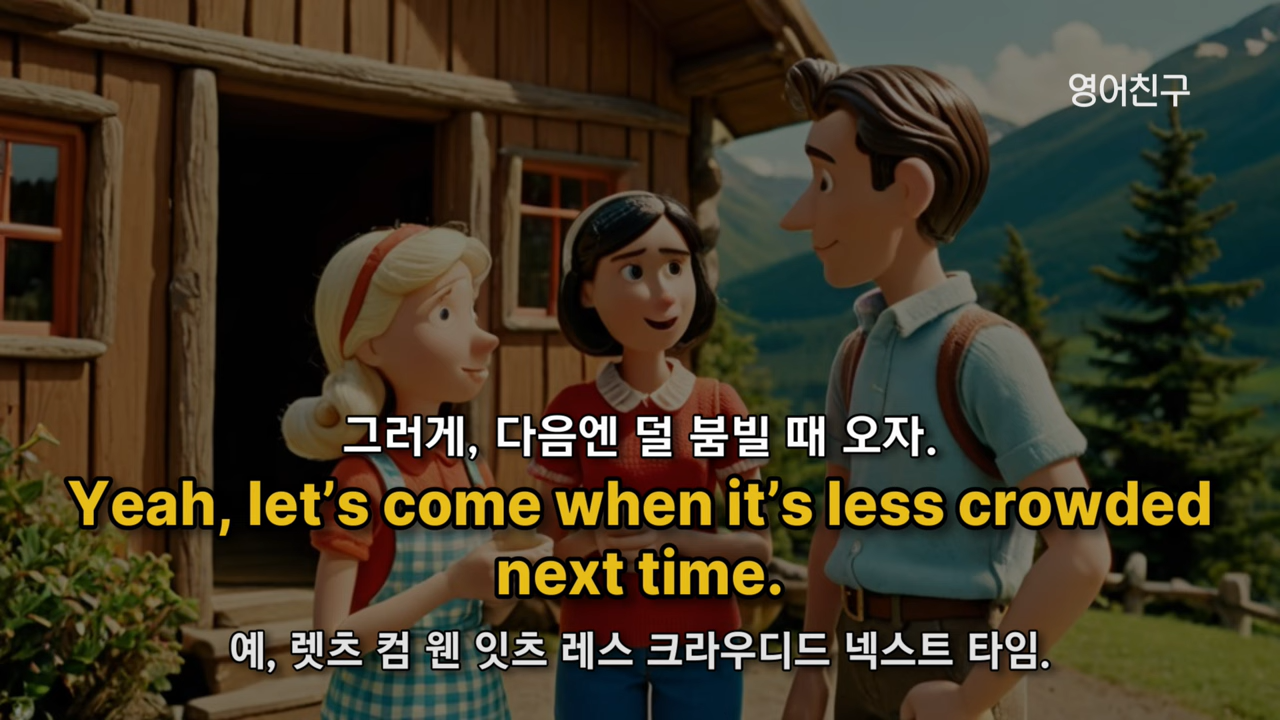 영어친구
그러게, 다음엔 덜 붐빌 때 오자.
Yeah, let’s come when it’s less crowded
next time.
예, 렛츠 컴 웬 잇츠 레스 크라우디드 넥스트 타임.